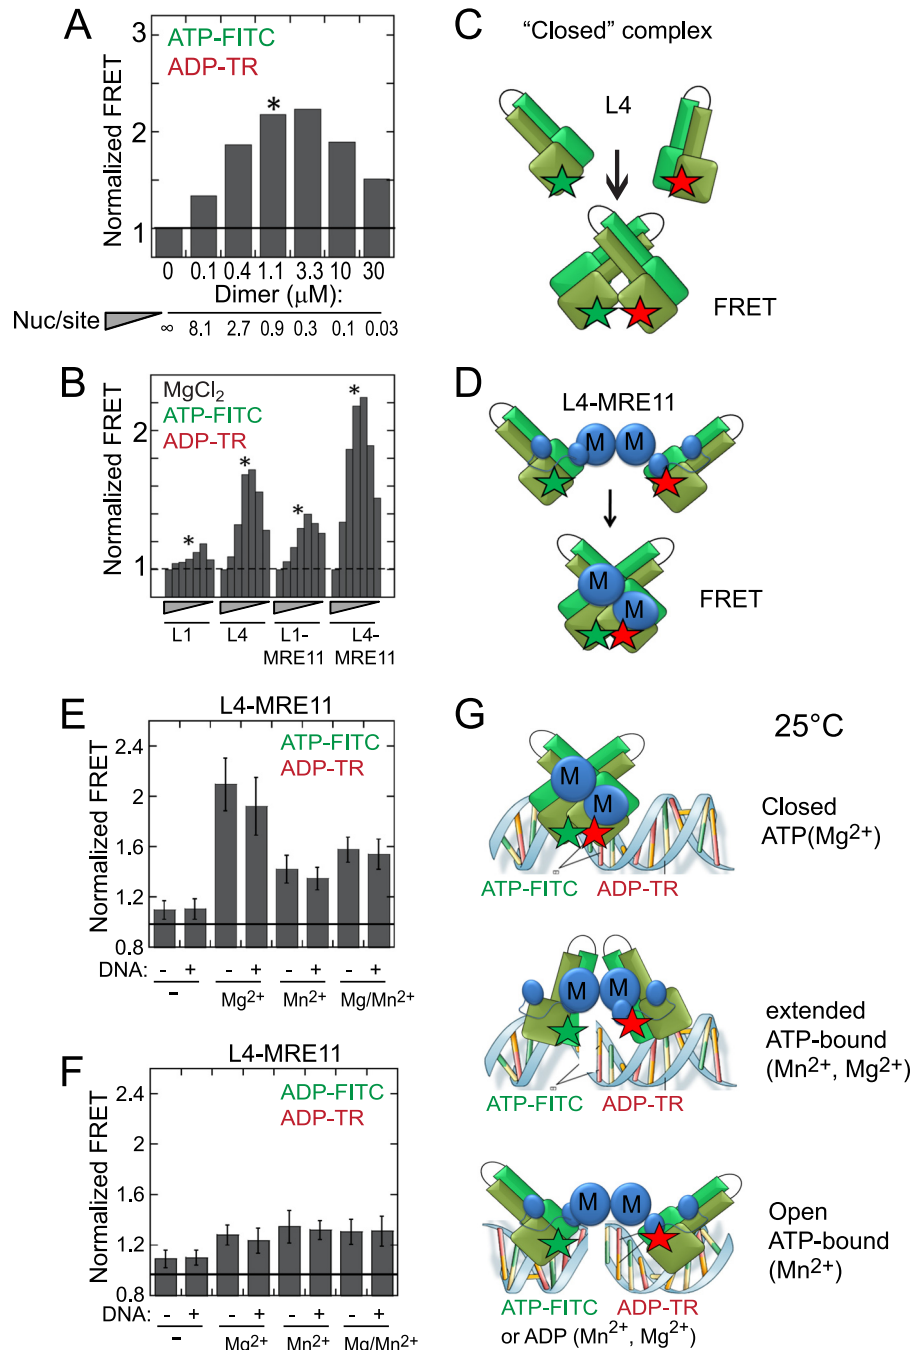 A
ATP-FITC
ADP-TR
*
Normalized FRET
3
2
1
0 0.1 0.4 1.1 3.3 10 30
Dimer (μM):
Nuc/site
∞ 8.1 2.7 0.9 0.3 0.1 0.03
B
MgCl2
ATP-FITC
ADP-TR
* * * *
Normalized FRET
2
1
L1 L4 L1-MRE11 L4-MRE11
C
"Closed" complex
L4
FRET
D
L4-MRE11
M M
M
M
FRET
E
L4-MRE11
ATP-FITC
ADP-TR
Normalized FRET
2.4
2
1.6
1.2
0.8
DNA: - + - + - + - +
– Mg2+ Mn2+ Mg/Mn2+
F
L4-MRE11
ADP-FITC
ADP-TR
Normalized FRET
2.4
2
1.6
1.2
0.8
DNA: - + - + - + - +
– Mg2+ Mn2+ Mg/Mn2+
G
25°C
M
M
Closed
ATP(Mg2+)
ATP-FITC ADP-TR
M M
extended
ATP-bound
(Mn2+, Mg2+)
ATP-FITC ADP-TR
M M
Open
ATP-bound
(Mn2+)
ATP-FITC ADP-TR
or ADP (Mn2+, Mg2+)